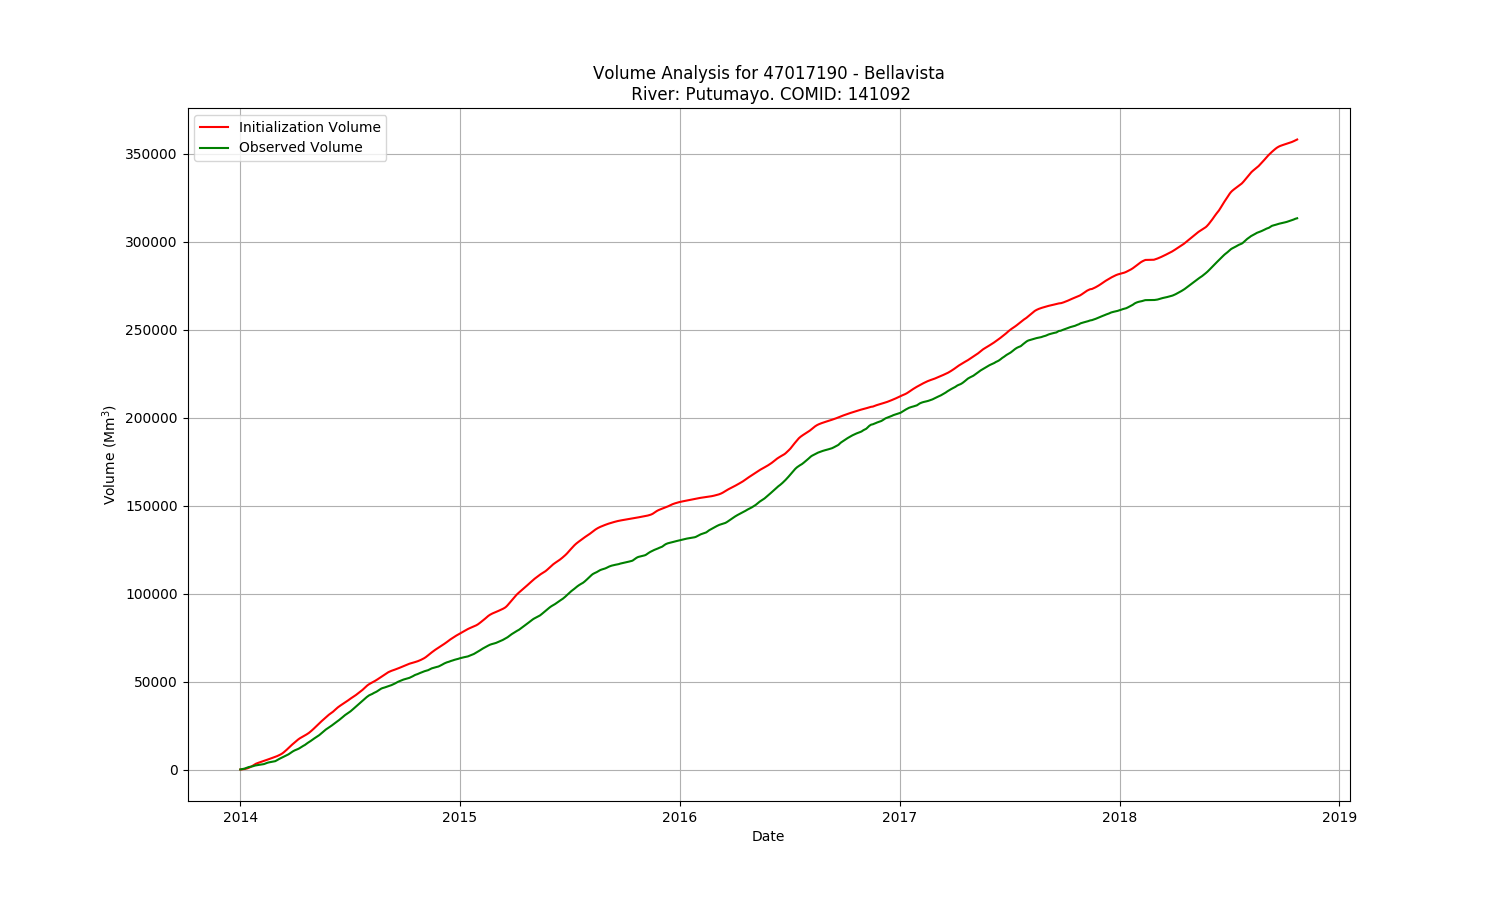 Volume Analysis for 47017190 - Bellavista
River: Putumayo. COMID: 141092
Initialization Volume
Observed Volume
350000
300000
250000
200000
150000
100000
50000
0
Volume (Mm³)
2014 2015 2016 2017 2018 2019
Date